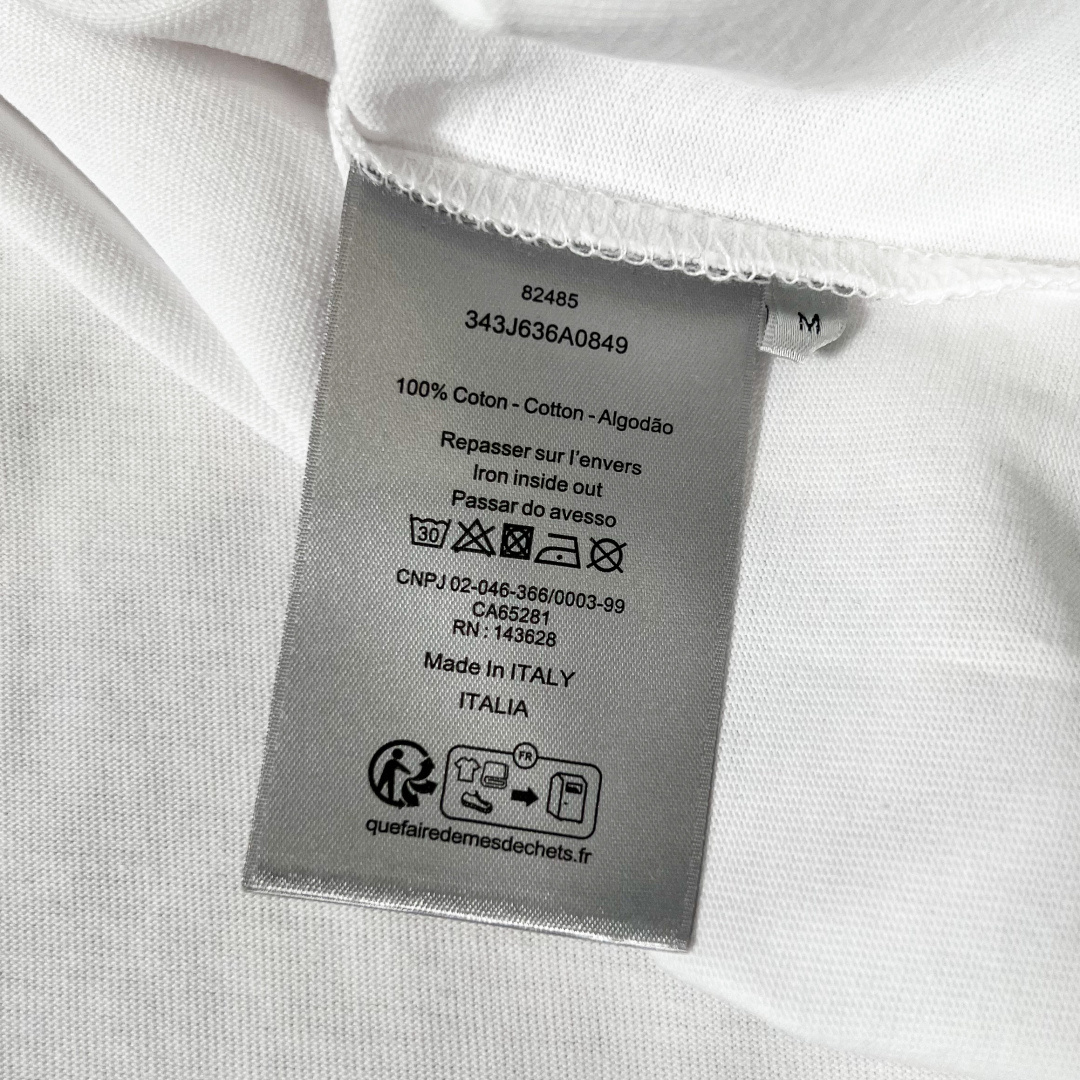 82485
343J636A0849
M
100% Coton - Cotton - Algodão
Repasser sur l'envers
Iron inside out
Passar do avesso
30
CNPJ 02-046-366/0003-99
CA65281
RN : 143628
Made In ITALY
ITALIA
FR
quefairedemesdechets.fr